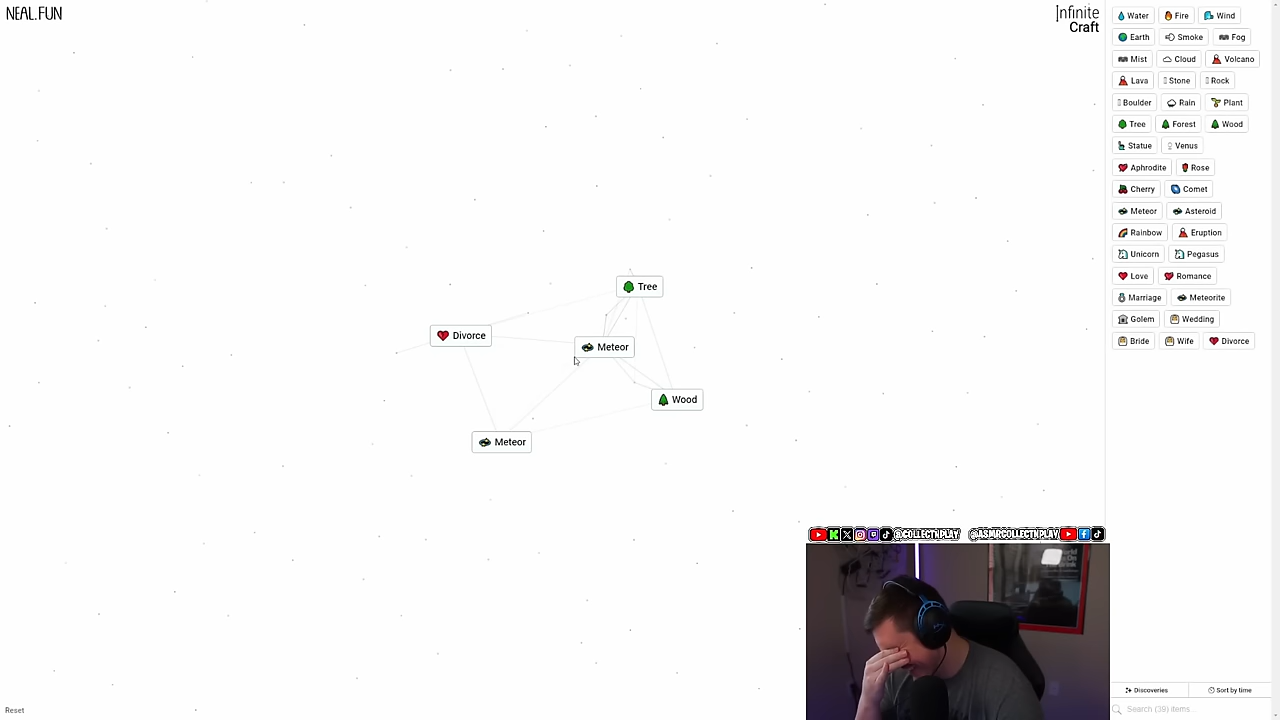 NEAL.FUN
Infinite
Craft
Tree
Divorce
Meteor
Wood
Meteor
Water
Fire
Wind
Earth
Smoke
Fog
Mist
Cloud
Volcano
Lava
Stone
Rock
Boulder
Rain
Plant
Tree
Forest
Wood
Statue
Venus
Aphrodite
Rose
Cherry
Comet
Meteor
Asteroid
Rainbow
Eruption
Unicorn
Pegasus
Love
Romance
Marriage
Meteorite
Golem
Wedding
Bride
Wife
Divorce
@COLLECTNPLAY
@ASMRCOLLECTNPLAY
Reset
Discoveries
Sort by time
Search (39) items...